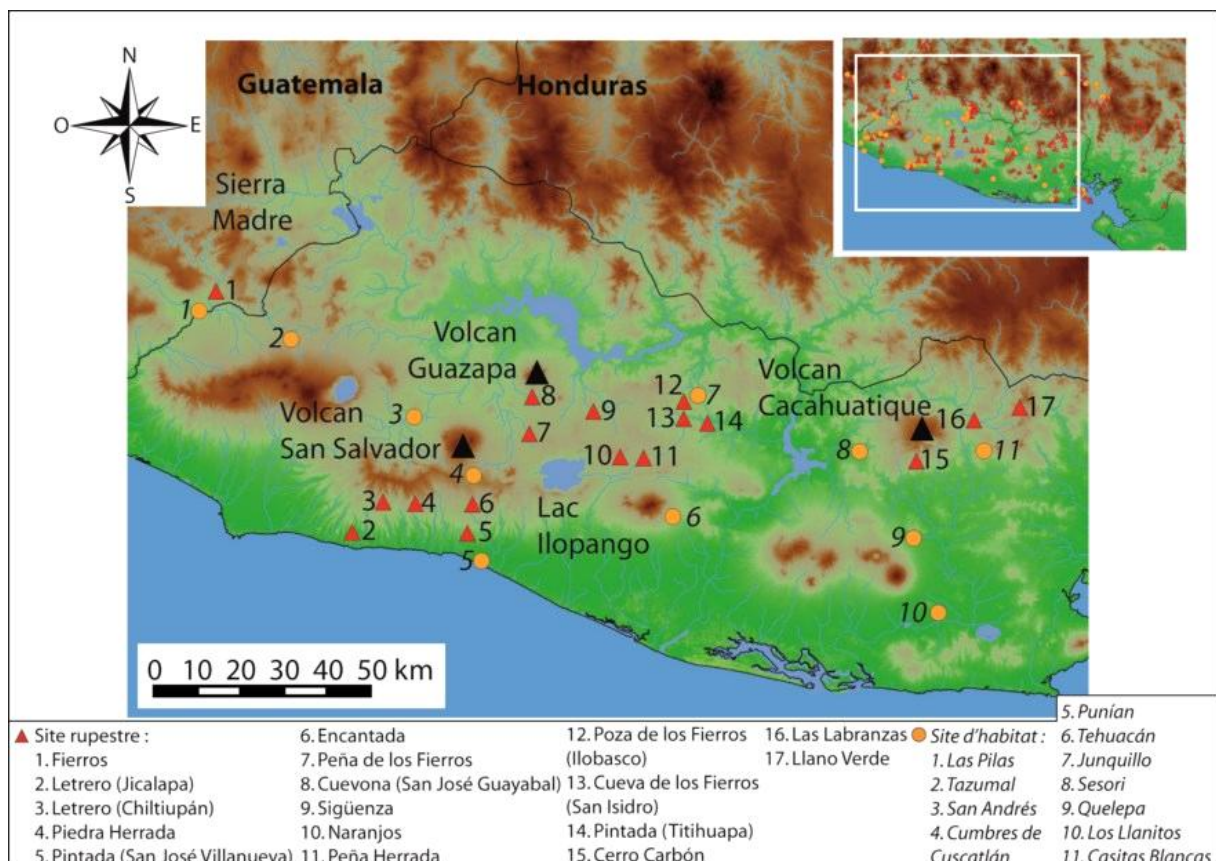 N
O
E
S
Guatemala
Honduras
Sierra
Madre
1
1
2
Volcan
Guazapa
8
3
Volcan
San Salvador
7
9
12
7
13
14
Volcan
Cacahuatique
16
17
8
15
11
10
11
4
3
4
6
Lac
Ilopango
6
2
5
5
9
10
0 10 20 30 40 50 km
▲ Site rupestre :
1. Fierros
2. Letrero (Jicalapa)
3. Letrero (Chiltiupán)
4. Piedra Herrada
5. Pintada (San José Villanueva)
6. Encantada
7. Peña de los Fierros
8. Cuevona (San José Guayabal)
9. Sigüenza
10. Naranjos
11. Peña Herrada
12. Poza de los Fierros
(Ilobasco)
13. Cueva de los Fierros
(San Isidro)
14. Pintada (Titihuapa)
15. Cerro Carbón
16. Las Labranzas
17. Llano Verde
Site d'habitat :
1. Las Pilas
2. Tazumal
3. San Andrés
4. Cumbres de
Cuscatlán
5. Punían
6. Tehuacán
7. Junquillo
8. Sesori
9. Quelepa
10. Los Llanitos
11. Casitas Blancas